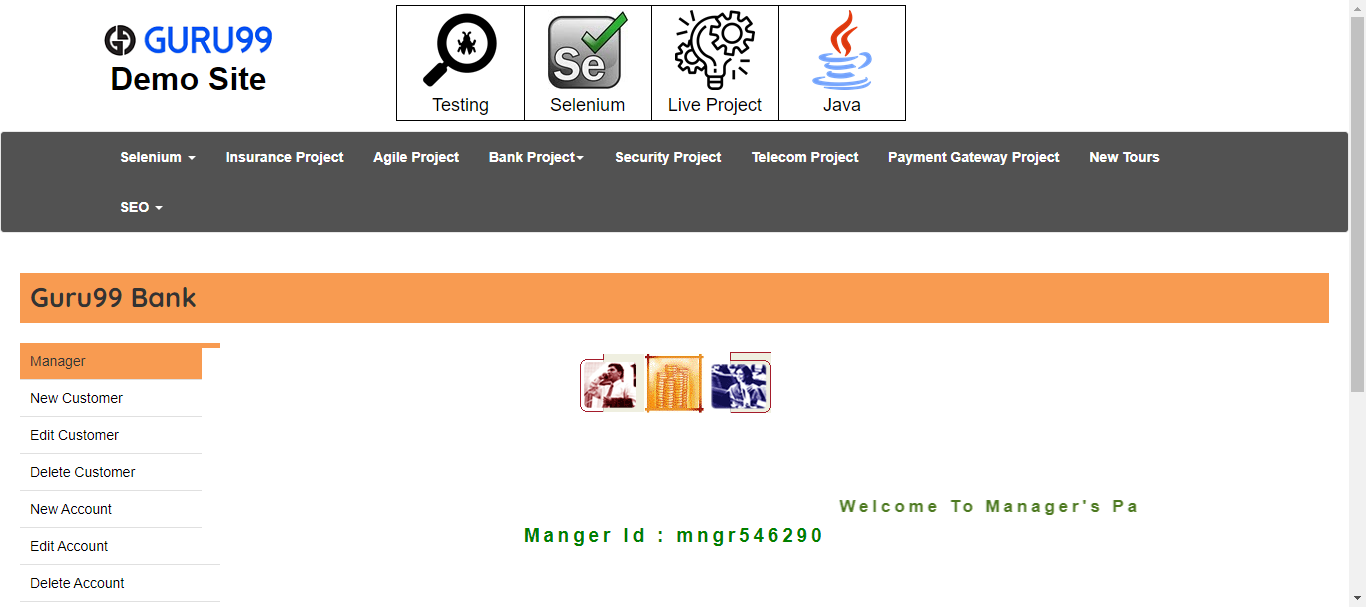 GURU99
Demo Site
Testing
Selenium
Live Project
Java
Selenium
Insurance Project
Agile Project
Bank Project
Security Project
Telecom Project
Payment Gateway Project
New Tours
SEO
Guru99 Bank
Manager
New Customer
Edit Customer
Delete Customer
New Account
Edit Account
Delete Account
Welcome To Manager's Pa
Manger Id : mngr546290
Se